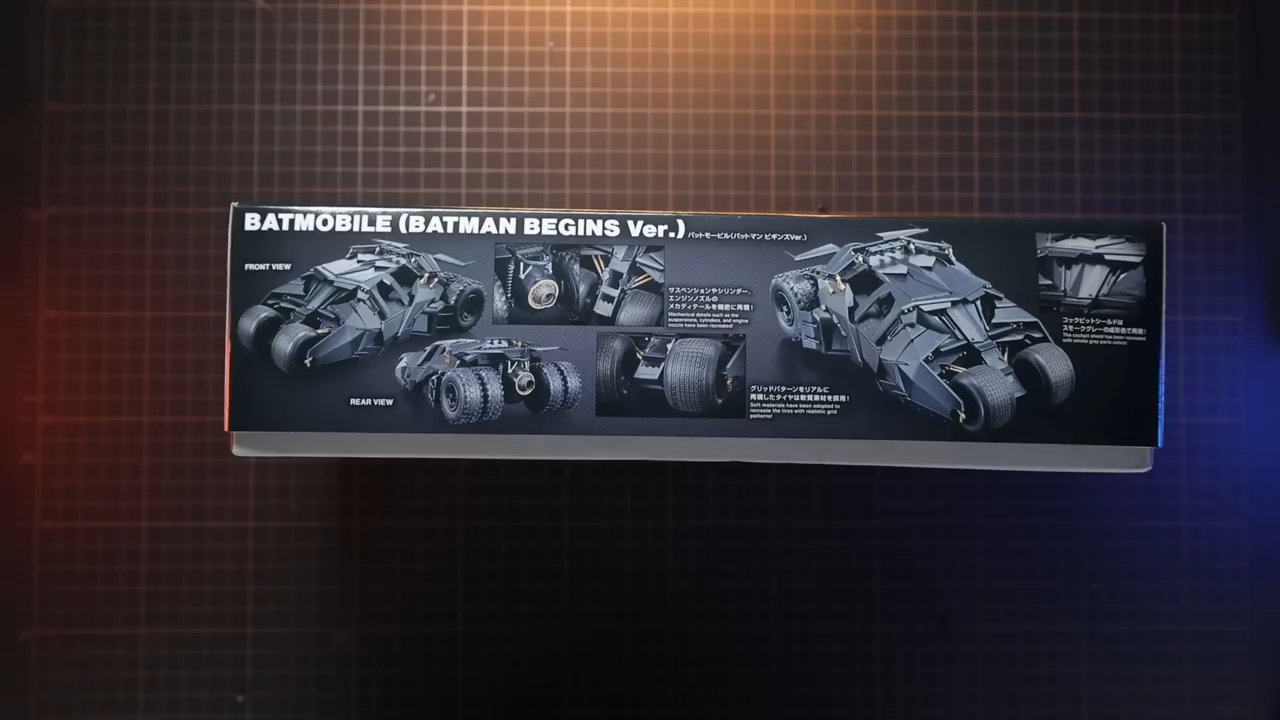 BATMOBILE (BATMAN BEGINS Ver.)
バットモービル(バットマン ビギンズVer.)
FRONT VIEW
REAR VIEW
サスペンションやシリンダー、
エンジンノズルの
メカディテールを精密に再現!
Mechanical details such as the
suspensions, cylinders, and engine
nozzle have been recreated!
グリッドパターンをリアルに
再現したタイヤは軟質素材を採用!
Soft materials have been adopted to
recreate the tires with realistic grid
patterns!
コックピットシールドは
スモークグレーの成形色で再現!
The cockpit shield has been recreated
with smoke gray parts colors!